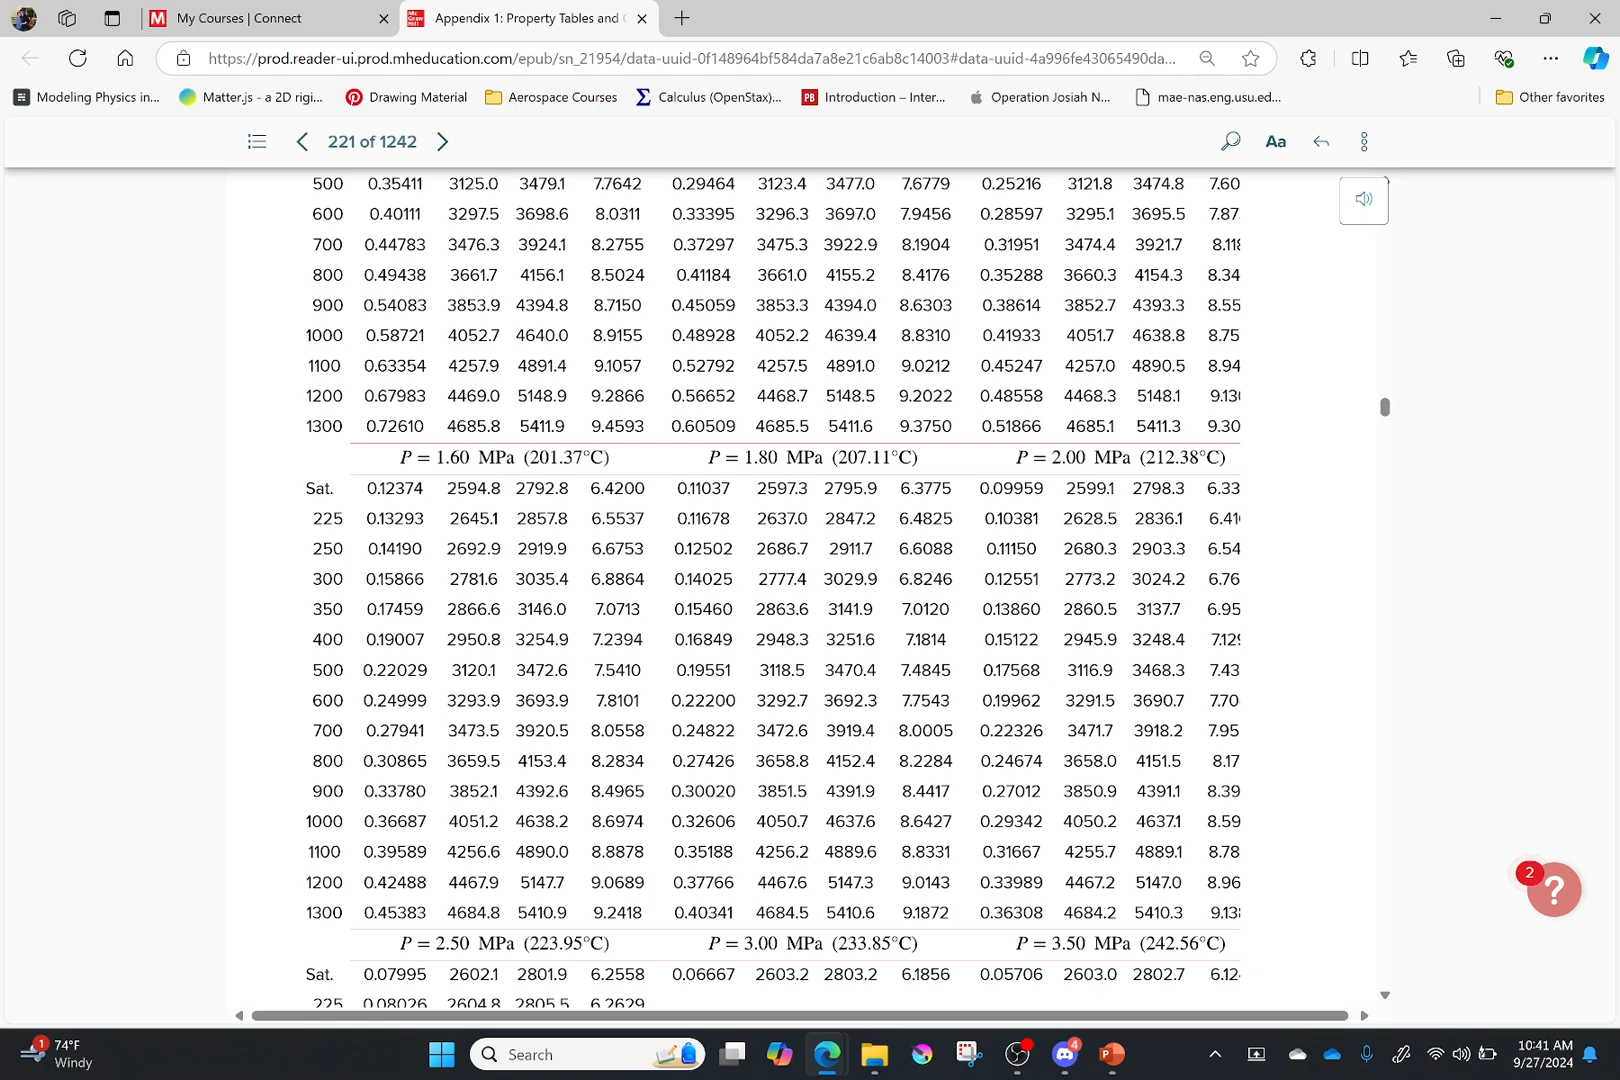 My Courses | Connect
Appendix 1: Property Tables and
https://prod.reader-ui.prod.mheducation.com/epub/sn_21954/data-uuid-0f148964bf584da7a8e21c6ab8c14003#data-uuid-4a996fe43065490da...
Modeling Physics in... Matter.js - a 2D rigi... Drawing Material Aerospace Courses Calculus (OpenStax)... Introduction – Inter... Operation Josiah N... mae-nas.eng.usu.ed... Other favorites
221 of 1242 Aa
500 0.35411 3125.0 3479.1 7.7642 0.29464 3123.4 3477.0 7.6779 0.25216 3121.8 3474.8 7.60
600 0.40111 3297.5 3698.6 8.0311 0.33395 3296.3 3697.0 7.9456 0.28597 3295.1 3695.5 7.87
700 0.44783 3476.3 3924.1 8.2755 0.37297 3475.3 3922.9 8.1904 0.31951 3474.4 3921.7 8.118
800 0.49438 3661.7 4156.1 8.5024 0.41184 3661.0 4155.2 8.4176 0.35288 3660.3 4154.3 8.34
900 0.54083 3853.9 4394.8 8.7150 0.45059 3853.3 4394.0 8.6303 0.38614 3852.7 4393.3 8.55
1000 0.58721 4052.7 4640.0 8.9155 0.48928 4052.2 4639.4 8.8310 0.41933 4051.7 4638.8 8.75
1100 0.63354 4257.9 4891.4 9.1057 0.52792 4257.5 4891.0 9.0212 0.45247 4257.0 4890.5 8.94
1200 0.67983 4469.0 5148.9 9.2866 0.56652 4468.7 5148.5 9.2022 0.48558 4468.3 5148.1 9.13
1300 0.72610 4685.8 5411.9 9.4593 0.60509 4685.5 5411.6 9.3750 0.51866 4685.1 5411.3 9.30
P = 1.60 MPa (201.37°C) P = 1.80 MPa (207.11°C) P = 2.00 MPa (212.38°C)
Sat. 0.12374 2594.8 2792.8 6.4200 0.11037 2597.3 2795.9 6.3775 0.09959 2599.1 2798.3 6.33
225 0.13293 2645.1 2857.8 6.5537 0.11678 2637.0 2847.2 6.4825 0.10381 2628.5 2836.1 6.41
250 0.14190 2692.9 2919.9 6.6753 0.12502 2686.7 2911.7 6.6088 0.11150 2680.3 2903.3 6.54
300 0.15866 2781.6 3035.4 6.8864 0.14025 2777.4 3029.9 6.8246 0.12551 2773.2 3024.2 6.76
350 0.17459 2866.6 3146.0 7.0713 0.15460 2863.6 3141.9 7.0120 0.13860 2860.5 3137.7 6.95
400 0.19007 2950.8 3254.9 7.2394 0.16849 2948.3 3251.6 7.1814 0.15122 2945.9 3248.4 7.129
500 0.22029 3120.1 3472.6 7.5410 0.19551 3118.5 3470.4 7.4845 0.17568 3116.9 3468.3 7.43
600 0.24999 3293.9 3693.9 7.8101 0.22200 3292.7 3692.3 7.7543 0.19962 3291.5 3690.7 7.70
700 0.27941 3473.5 3920.5 8.0558 0.24822 3472.6 3919.4 8.0005 0.22326 3471.7 3918.2 7.95
800 0.30865 3659.5 4153.4 8.2834 0.27426 3658.8 4152.4 8.2284 0.24674 3658.0 4151.5 8.17
900 0.33780 3852.1 4392.6 8.4965 0.30020 3851.5 4391.9 8.4417 0.27012 3850.9 4391.1 8.39
1000 0.36687 4051.2 4638.2 8.6974 0.32606 4050.7 4637.6 8.6427 0.29342 4050.2 4637.1 8.59
1100 0.39589 4256.6 4890.0 8.8878 0.35188 4256.2 4889.6 8.8331 0.31667 4255.7 4889.1 8.78
1200 0.42488 4467.9 5147.7 9.0689 0.37766 4467.6 5147.3 9.0143 0.33989 4467.2 5147.0 8.96
1300 0.45383 4684.8 5410.9 9.2418 0.40341 4684.5 5410.6 9.1872 0.36308 4684.2 5410.3 9.13
P = 2.50 MPa (223.95°C) P = 3.00 MPa (233.85°C) P = 3.50 MPa (242.56°C)
Sat. 0.07995 2602.1 2801.9 6.2558 0.06667 2603.2 2803.2 6.1856 0.05706 2603.0 2802.7 6.12
225 0.08026 2604.8 2805.5 6.2629
2 ?
1 74°F
Windy
Search
4
10:41 AM
9/27/2024